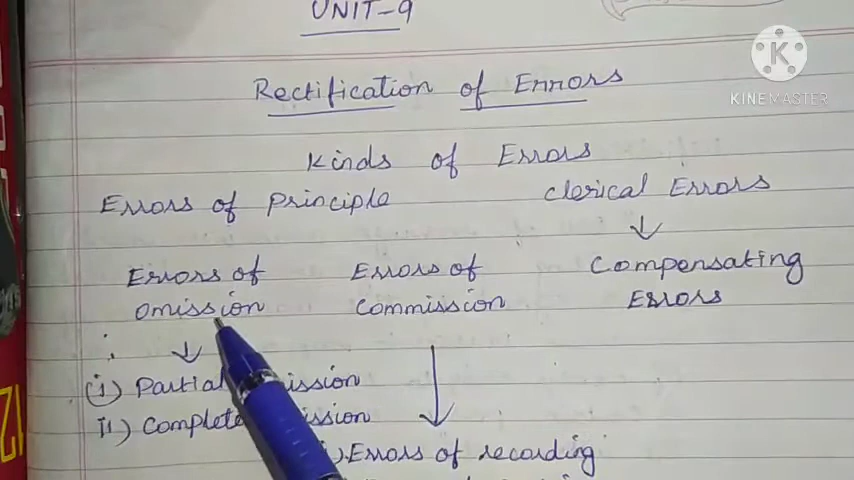 UNIT-9
KINEMASTER
Rectification of Errors
Kinds of Errors
Errors of principle
Clerical Errors
Errors of omission
Errors of Commission
Compensating Errors
(i) Partial
ii) Complete
Errors of recording